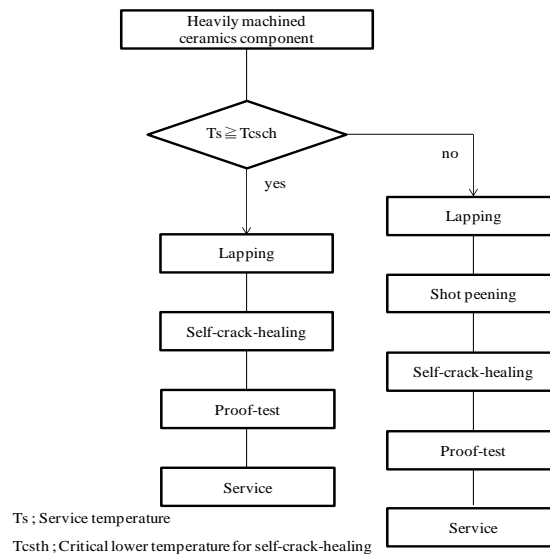 Heavily machined
ceramics component
Ts≧Tcsch
yes
no
Lapping
Self-crack-healing
Proof-test
Service
Lapping
Shot peening
Self-crack-healing
Proof-test
Service
Ts ; Service temperature
Tcsth ; Critical lower temperature for self-crack-healing